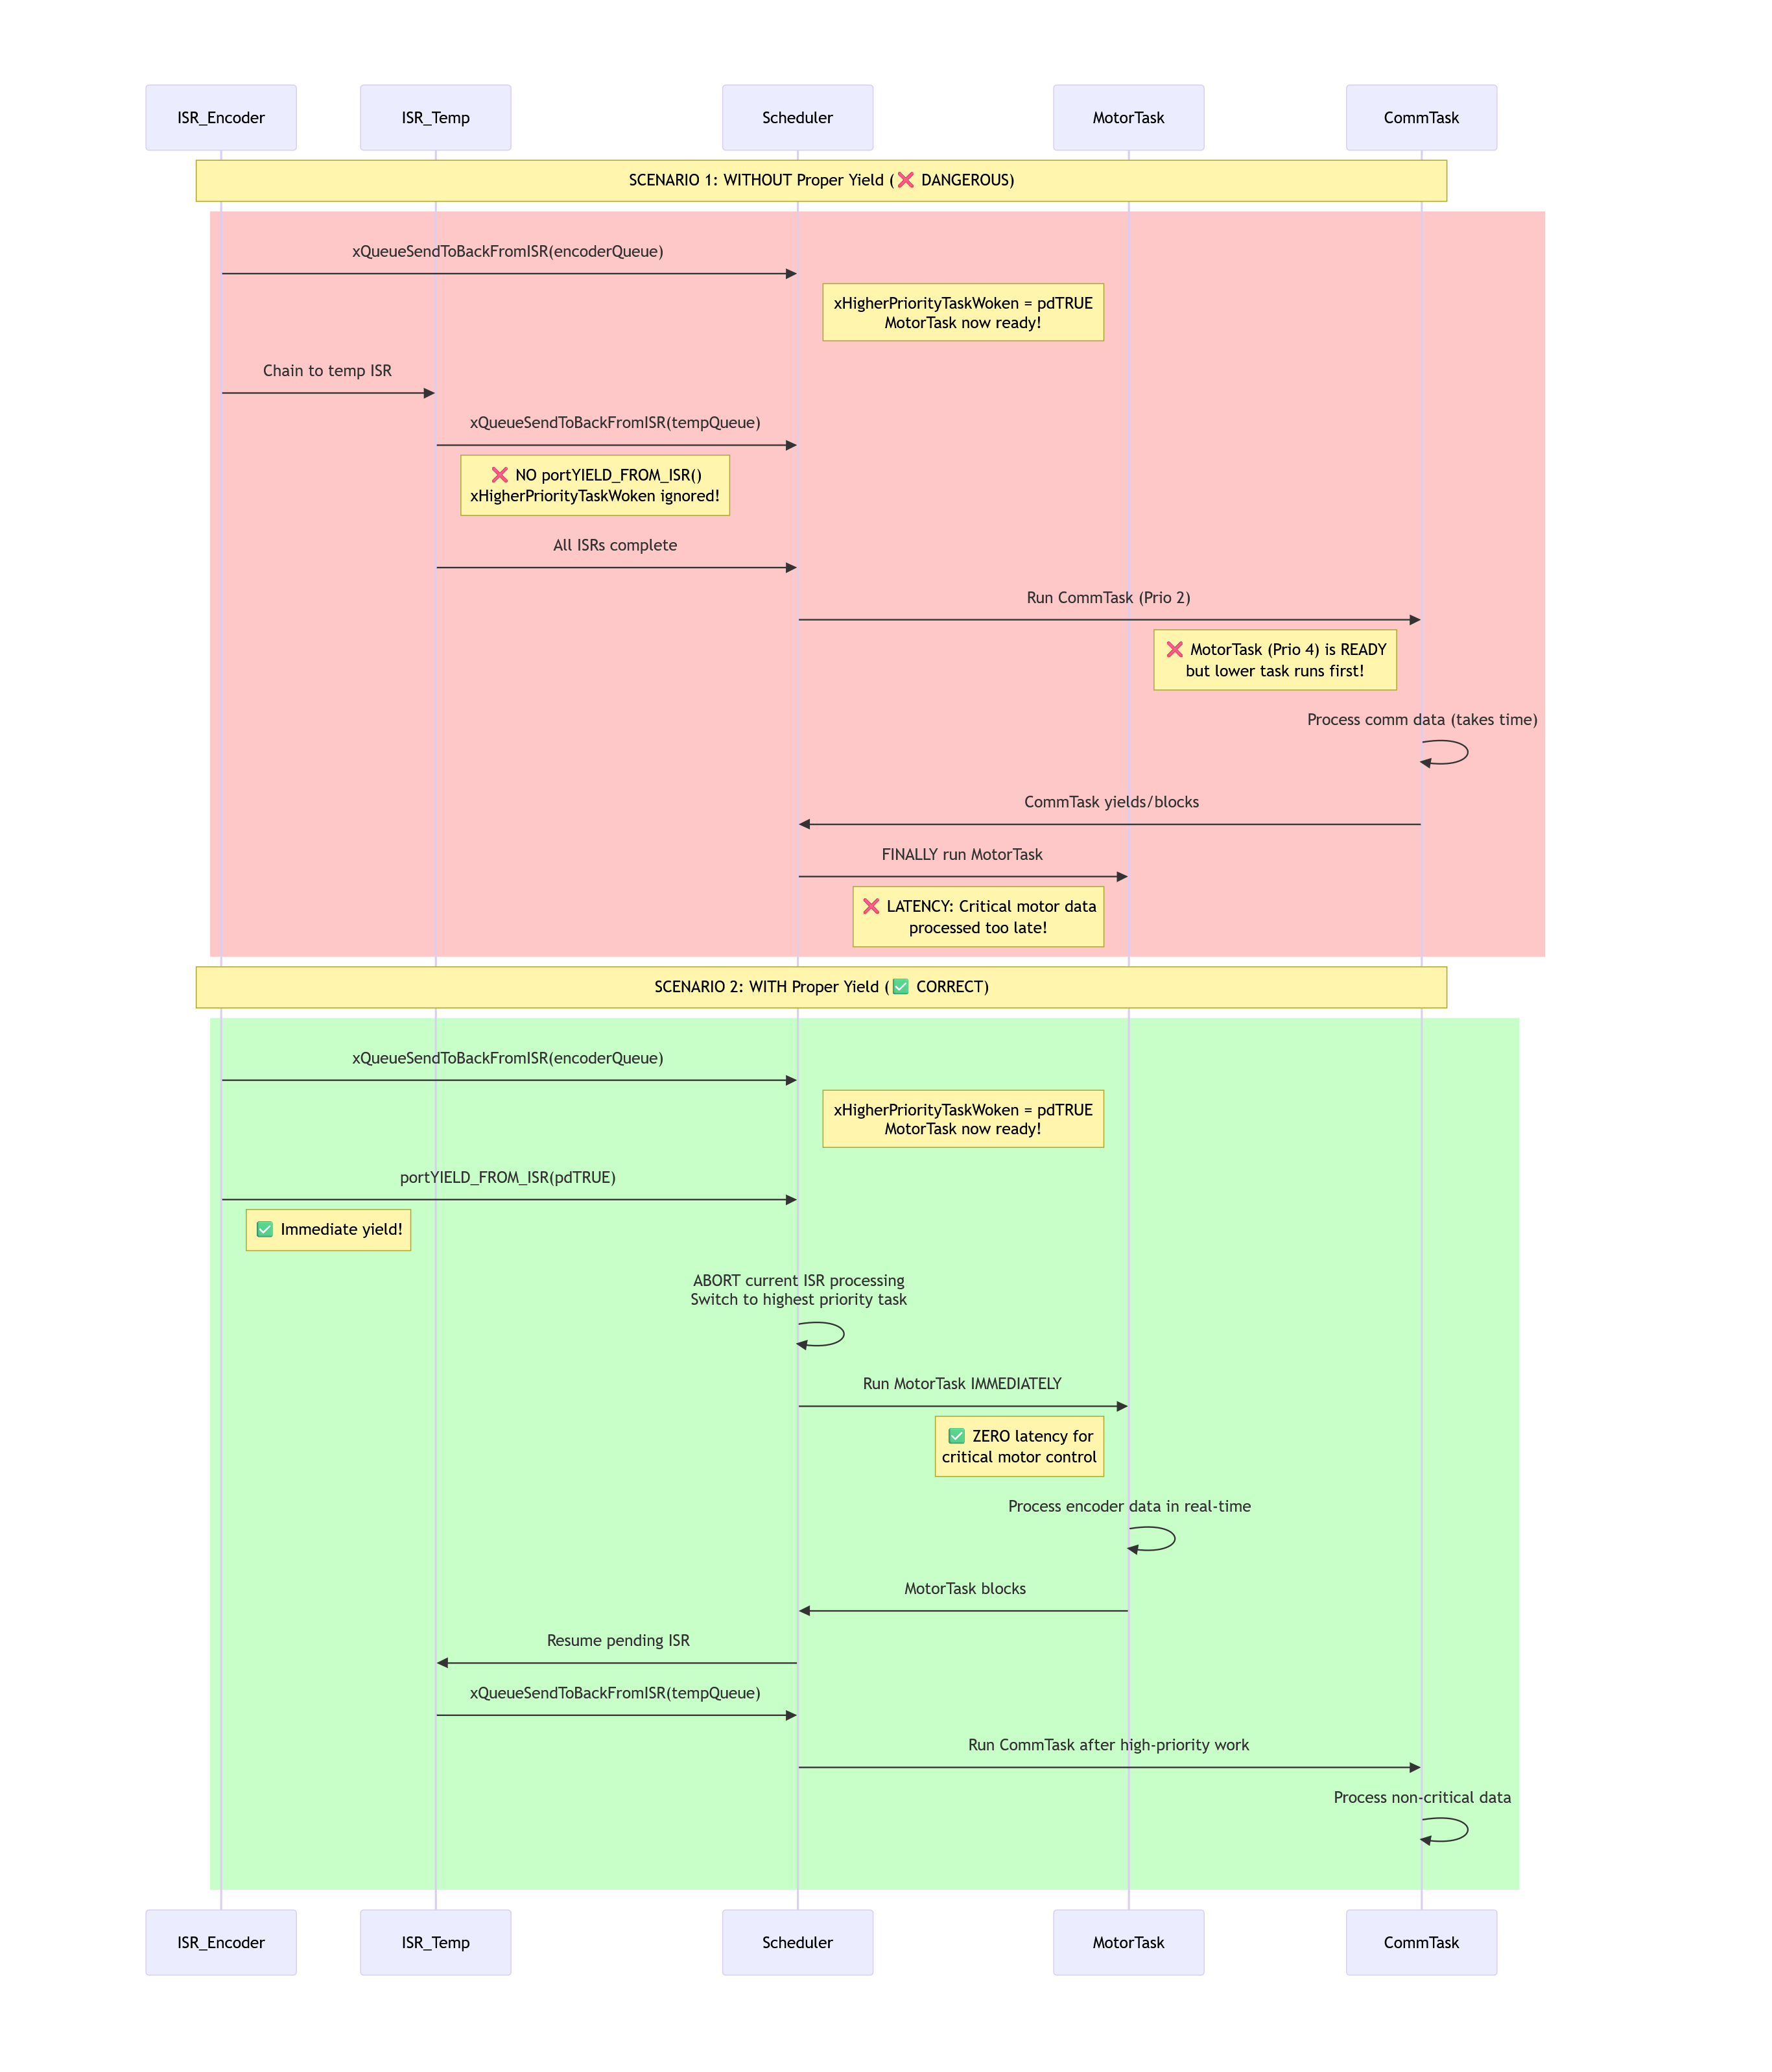 ISR_Encoder
ISR_Temp
Scheduler
MotorTask
CommTask
SCENARIO 1: WITHOUT Proper Yield (❌ DANGEROUS)
xQueueSendToBackFromISR(encoderQueue)
xHigherPriorityTaskWoken = pdTRUE
MotorTask now ready!
Chain to temp ISR
xQueueSendToBackFromISR(tempQueue)
❌ NO portYIELD_FROM_ISR()
xHigherPriorityTaskWoken ignored!
All ISRs complete
Run CommTask (Prio 2)
❌ MotorTask (Prio 4) is READY
but lower task runs first!
Process comm data (takes time)
CommTask yields/blocks
FINALLY run MotorTask
❌ LATENCY: Critical motor data
processed too late!
SCENARIO 2: WITH Proper Yield (✅ CORRECT)
xQueueSendToBackFromISR(encoderQueue)
xHigherPriorityTaskWoken = pdTRUE
MotorTask now ready!
portYIELD_FROM_ISR(pdTRUE)
✅ Immediate yield!
ABORT current ISR processing
Switch to highest priority task
Run MotorTask IMMEDIATELY
✅ ZERO latency for
critical motor control
Process encoder data in real-time
MotorTask blocks
Resume pending ISR
xQueueSendToBackFromISR(tempQueue)
Run CommTask after high-priority work
Process non-critical data
ISR_Encoder
ISR_Temp
Scheduler
MotorTask
CommTask